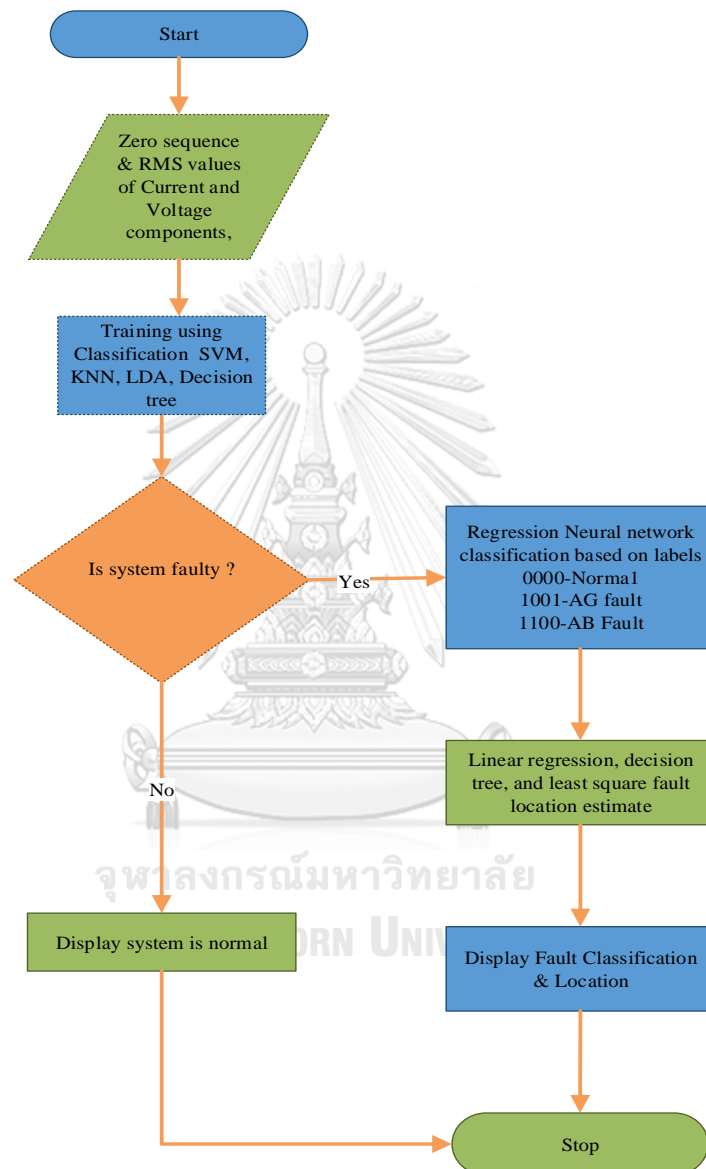 Start
Zero sequence
& RMS values
of Current and
Voltage
components,
Training using
Classification SVM,
KNN, LDA, Decision
tree
Is system faulty ?
Yes
Regression Neural network
classification based on labels
0000-Norma1
1001-AG fault
1100-AB Fault
Linear regression, decision
tree, and least square fault
location estimate
No
จุฬาลงกรณ์มหาวิทยาลัย
Display system is normal
Display Fault Classification
& Location
Stop